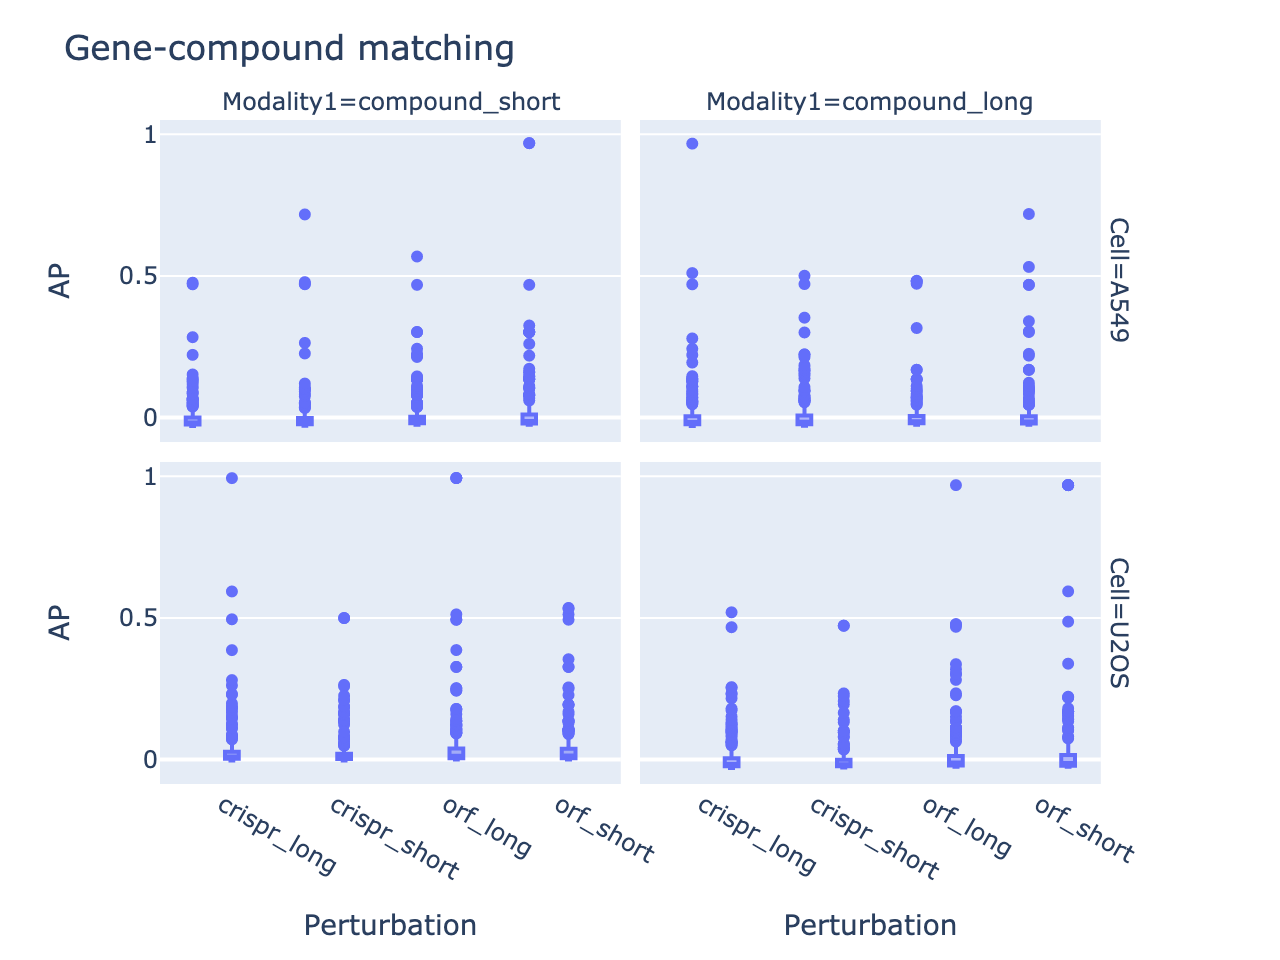 Gene-compound matching
Modality1=compound_short
Modality1=compound_long
1
0.5
0
AP
Cell=A549
1
0.5
0
AP
Cell=U2OS
crispr_long
crispr_short
orf_long
orf_short
crispr_long
crispr_short
orf_long
orf_short
Perturbation
Perturbation